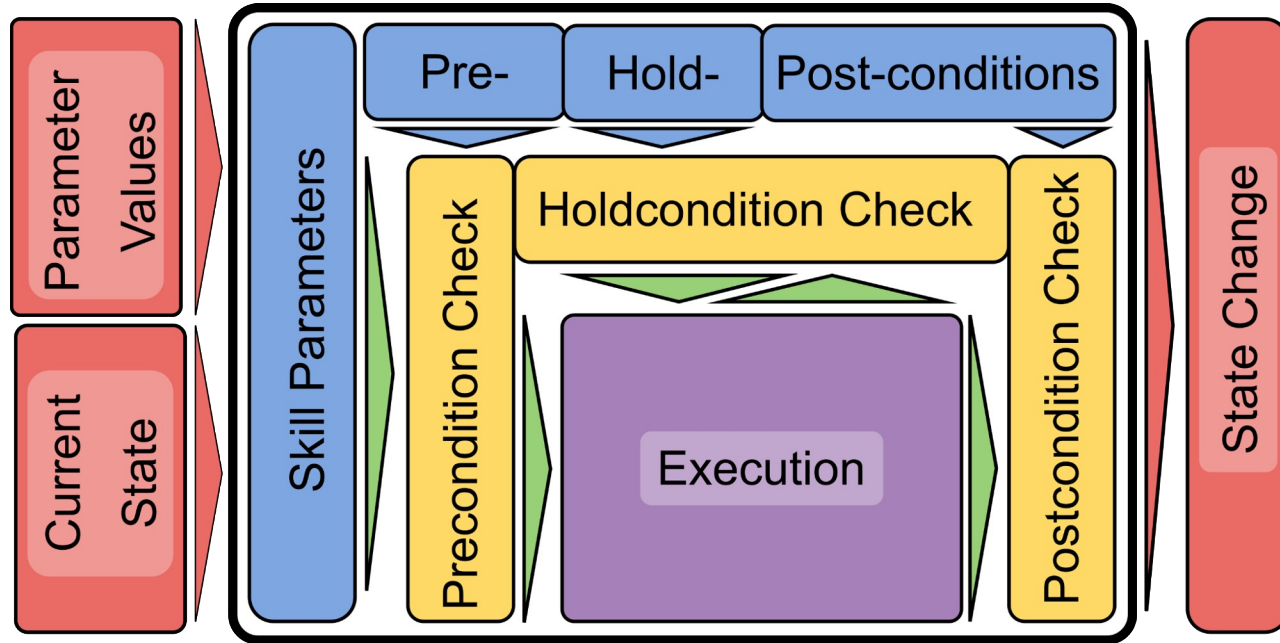 Parameter
Values
Current
State
Skill Parameters
Pre-
Hold-
Post-conditions
Precondition Check
Holdcondition Check
Execution
Postcondition Check
State Change